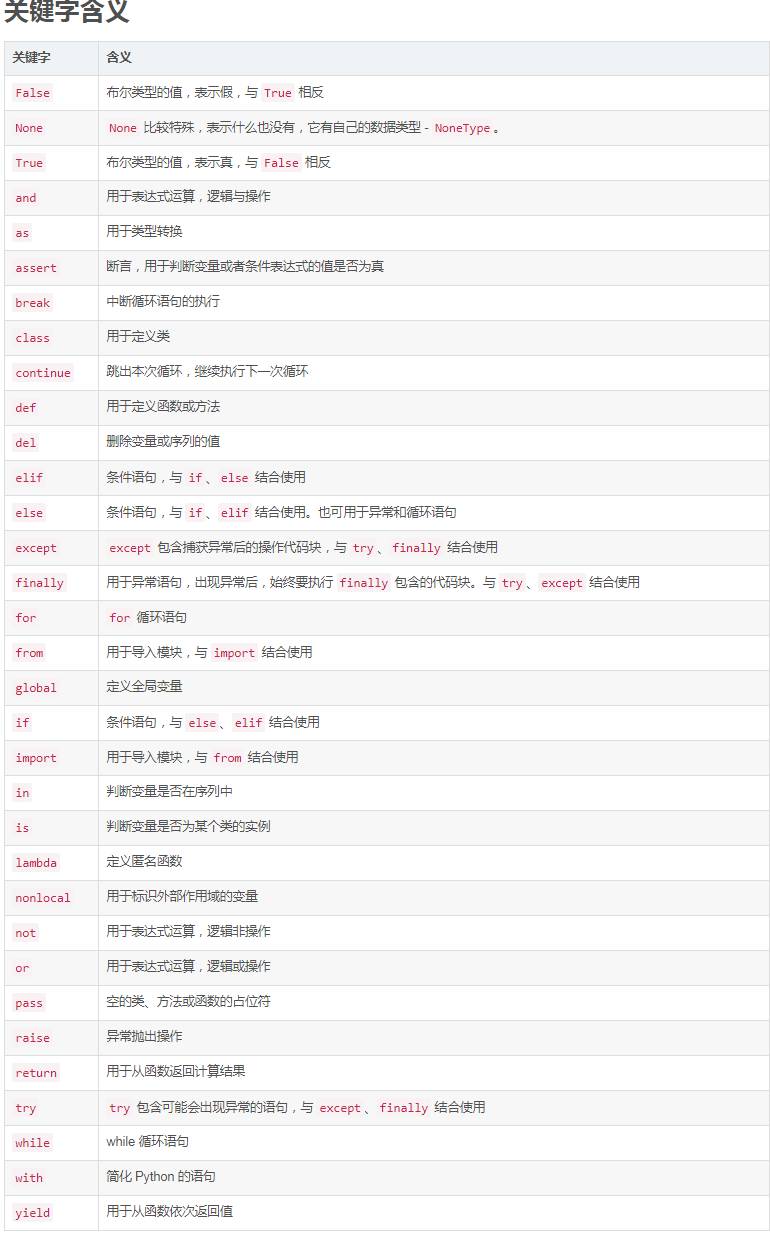 关键字含义
关键字 含义
False 布尔类型的值，表示假，与 True 相反
None None 比较特殊，表示什么也没有，它有自己的数据类型 - NoneType。
True 布尔类型的值，表示真，与 False 相反
and 用于表达式运算，逻辑与操作
as 用于类型转换
assert 断言，用于判断变量或者条件表达式的值是否为真
break 中断循环语句的执行
class 用于定义类
continue 跳出本次循环，继续执行下一次循环
def 用于定义函数或方法
del 删除变量或序列的值
elif 条件语句，与 if、else 结合使用
else 条件语句，与 if、elif 结合使用。也可用于异常和循环语句
except except 包含捕获异常后的操作代码块，与 try、finally 结合使用
finally 用于异常语句，出现异常后，始终要执行 finally 包含的代码块。与 try、except 结合使用
for for 循环语句
from 用于导入模块，与 import 结合使用
global 定义全局变量
if 条件语句，与 else、elif 结合使用
import 用于导入模块，与 from 结合使用
in 判断变量是否在序列中
is 判断变量是否为某个类的实例
lambda 定义匿名函数
nonlocal 用于标识外部作用域的变量
not 用于表达式运算，逻辑非操作
or 用于表达式运算，逻辑或操作
pass 空的类、方法或函数的占位符
raise 异常抛出操作
return 用于从函数返回计算结果
try try 包含可能会出现异常的语句，与 except、finally 结合使用
while while 循环语句
with 简化 Python 的语句
yield 用于从函数依次返回值